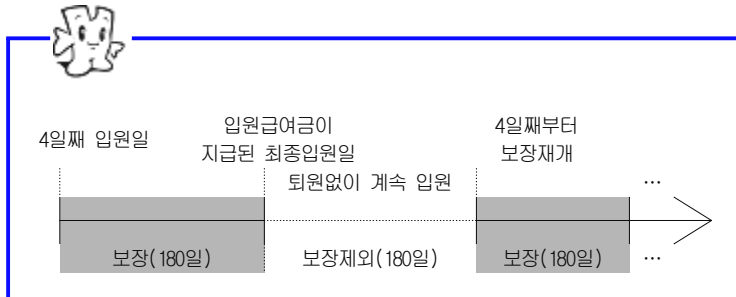 4일째 입원일
입원급여금이
지급된 최종입원일
4일째부터
보장재개
퇴원없이 계속 입원
…
보장(180일)
보장제외(180일)
보장(180일)
…